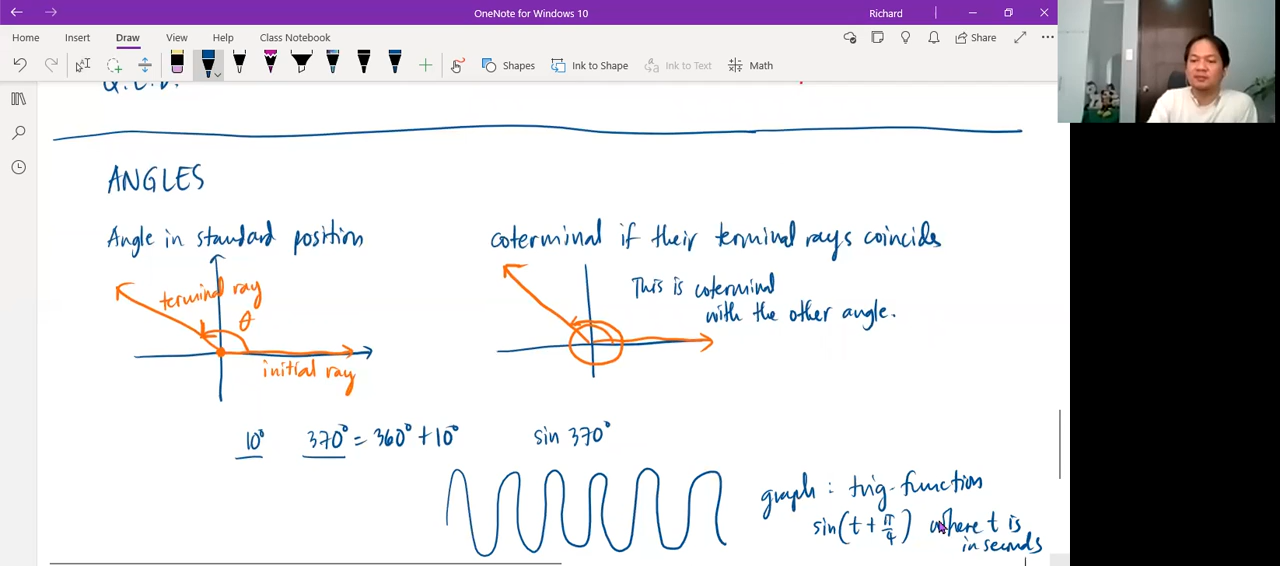 OneNote for Windows 10
Richard
Home Insert Draw View Help Class Notebook
Share
Shapes Ink to Shape Ink to Text Math
Q.E.D.
ANGLES
Angle in standard position
terminal ray
θ
initial ray
coterminal if their terminal rays coincides
This is coterminal
with the other angle.
10° 370° = 360° + 10° sin 370°
graph : trig-function
sin(t + π/4) where t is
in seconds